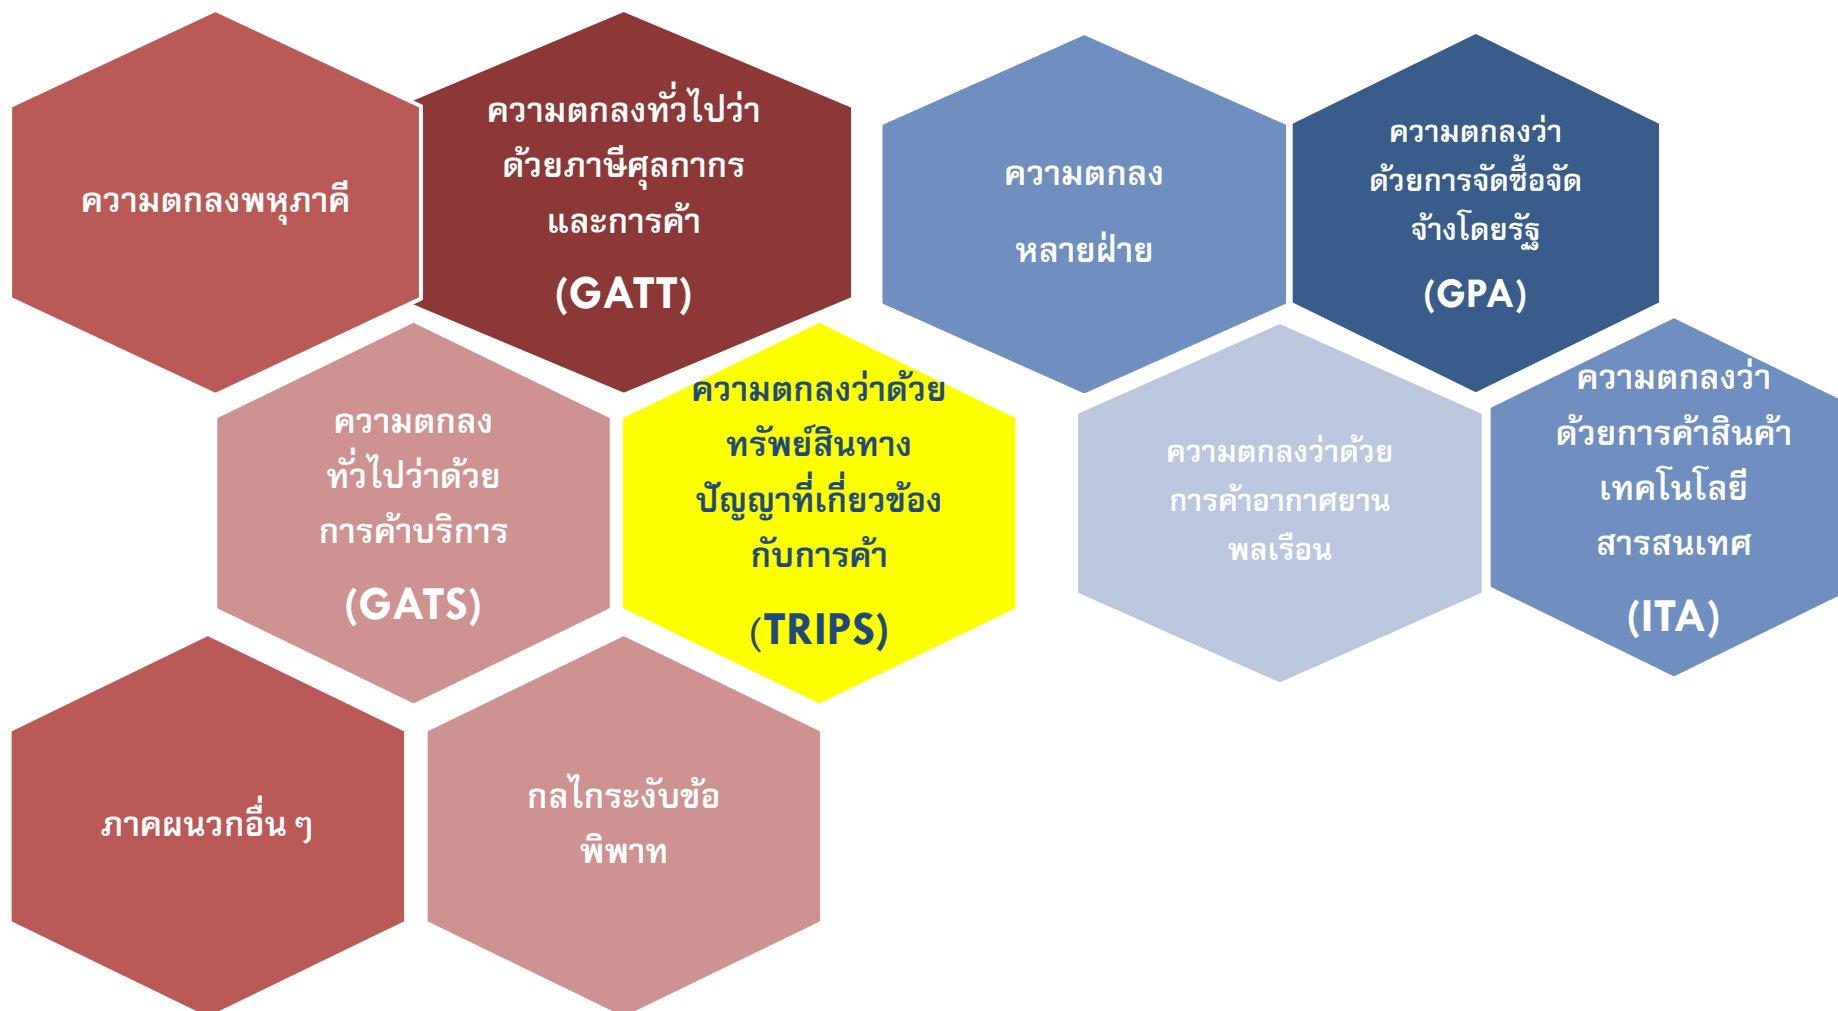 ความตกลงพหุภาคี
ความตกลงทั่วไปว่า
ด้วยภาษีศุลกากร
และการค้า
(GATT)
ความตกลง
ทั่วไปว่าด้วย
การค้าบริการ
(GATS)
ความตกลงว่าด้วย
ทรัพย์สินทาง
ปัญญาที่เกี่ยวข้อง
กับการค้า
(TRIPS)
ภาคผนวกอื่น ๆ
กลไกระงับข้อ
พิพาท
ความตกลง
หลายฝ่าย
ความตกลงว่า
ด้วยการจัดซื้อจัด
จ้างโดยรัฐ
(GPA)
ความตกลงว่าด้วย
การค้าอากาศยาน
พลเรือน
ความตกลงว่า
ด้วยการค้าสินค้า
เทคโนโลยี
สารสนเทศ
(ITA)